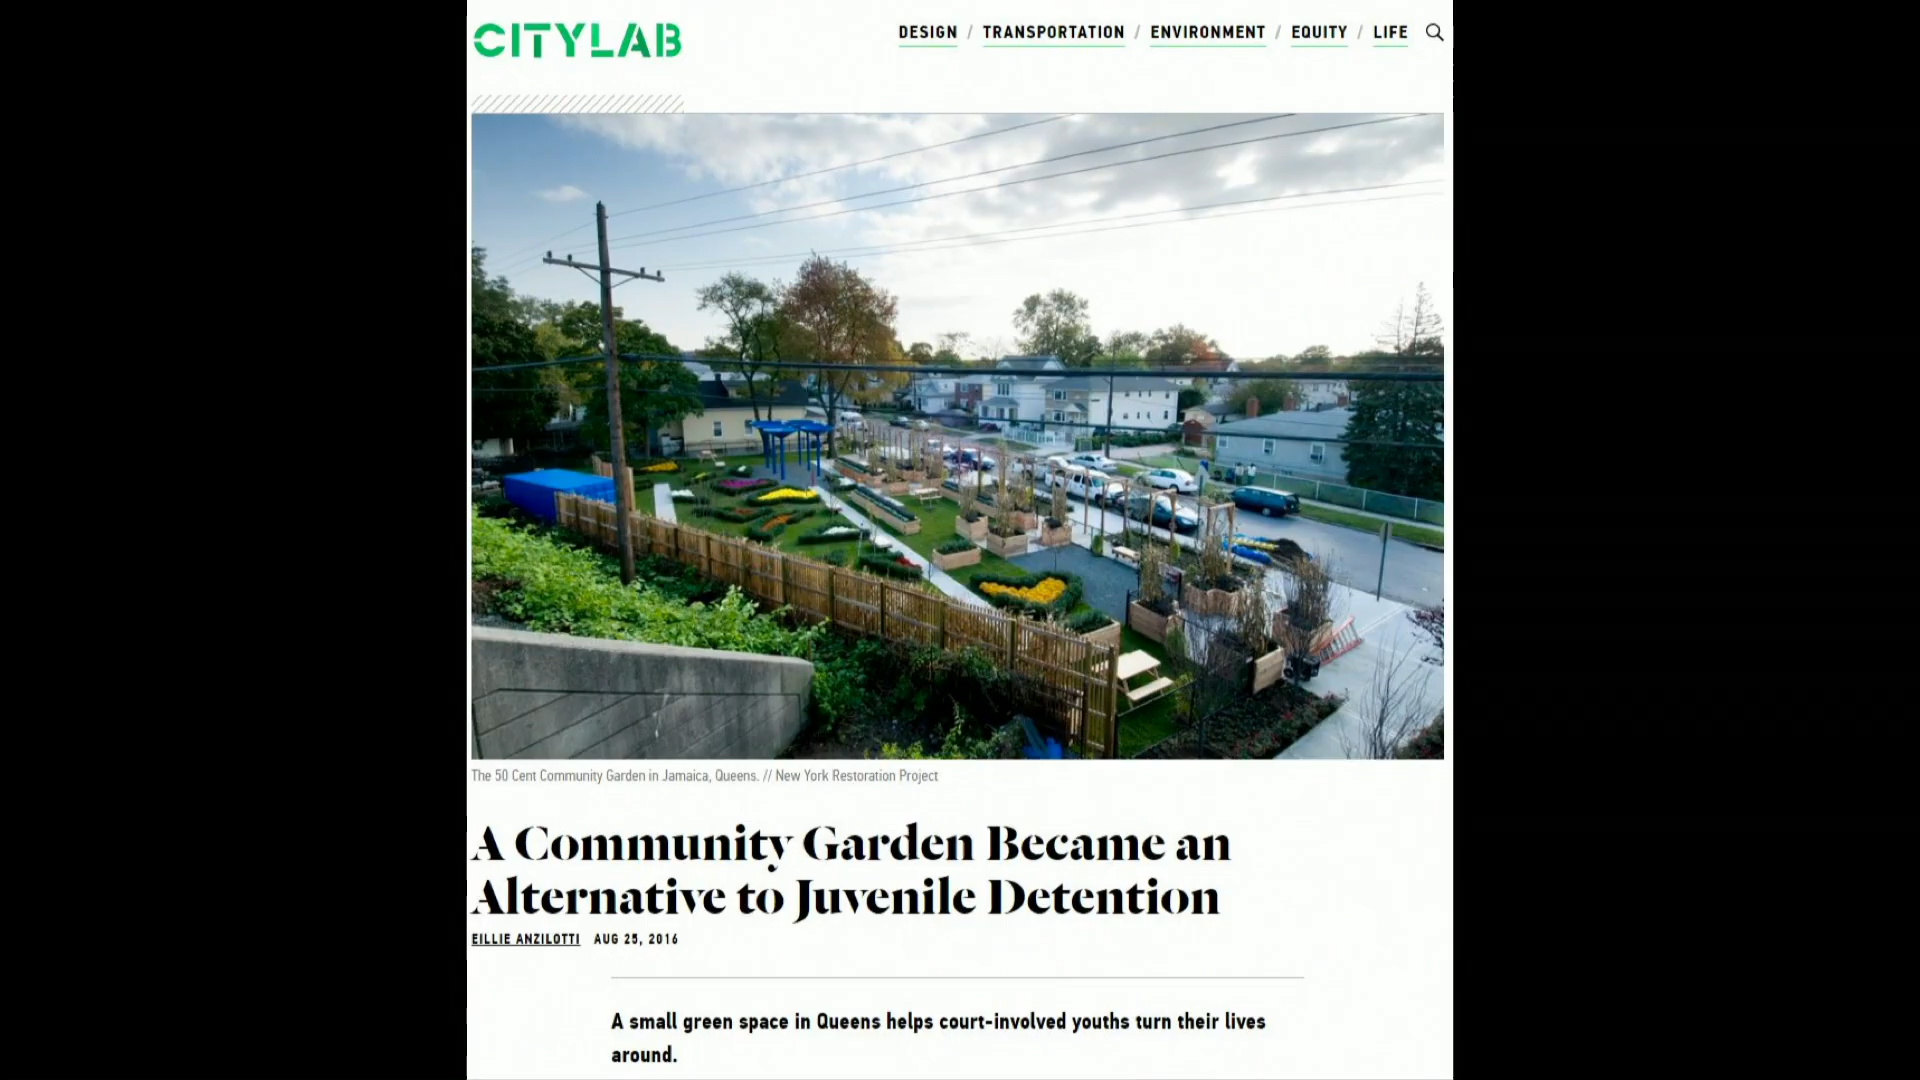 CITYLAB
DESIGN / TRANSPORTATION / ENVIRONMENT / EQUITY / LIFE
The 50 Cent Community Garden in Jamaica, Queens. // New York Restoration Project
A Community Garden Became an
Alternative to Juvenile Detention
EILLIE ANZILOTTI AUG 25, 2016
A small green space in Queens helps court-involved youths turn their lives
around.